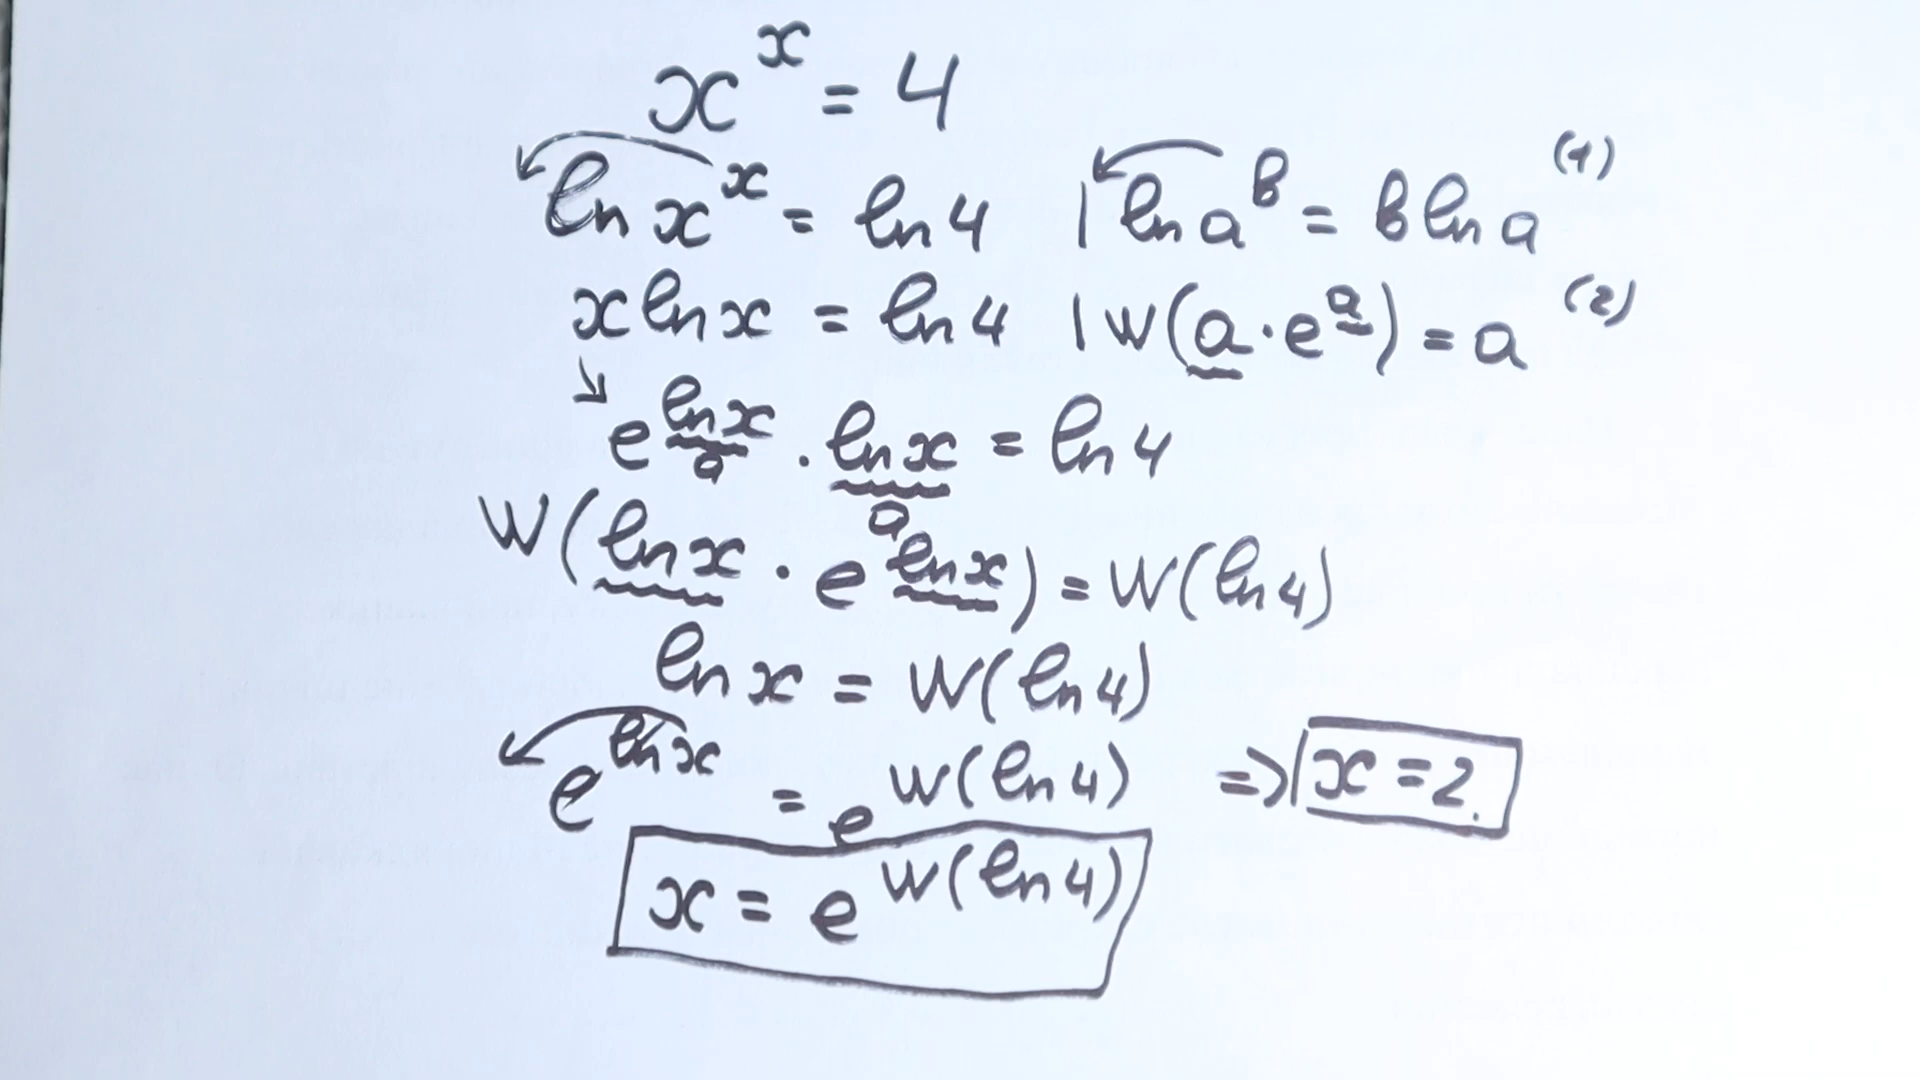 x^x = 4
ln x^x = ln 4 | ln a^b = b ln a (1)
x ln x = ln 4 | W(a · e^a) = a (2)
e^(ln x) · ln x = ln 4
a a
W(ln x · e^(ln x)) = W(ln 4)
ln x = W(ln 4)
e^(ln x) = e^(W(ln 4)) => x = 2.
x = e^(W(ln 4))